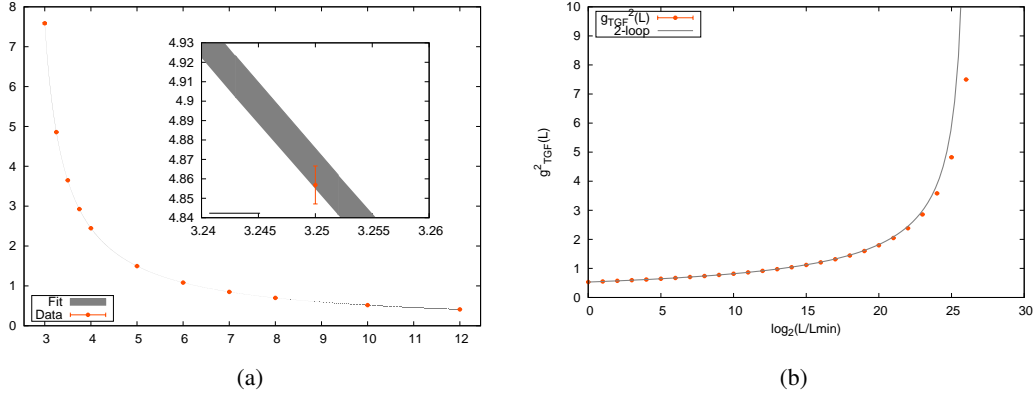 8
7
6
5
4
3
2
1
0
3 4 5 6 7 8 9 10 11 12
Fit
Data
4.93
4.92
4.91
4.9
4.89
4.88
4.87
4.86
4.85
4.84
3.24 3.245 3.25 3.255 3.26
(a)
10
9
8
7
6
5
4
3
2
1
0
0 5 10 15 20 25 30
g²TGF(L)
log₂(L/Lmin)
gTGF²(L)
2-loop
(b)